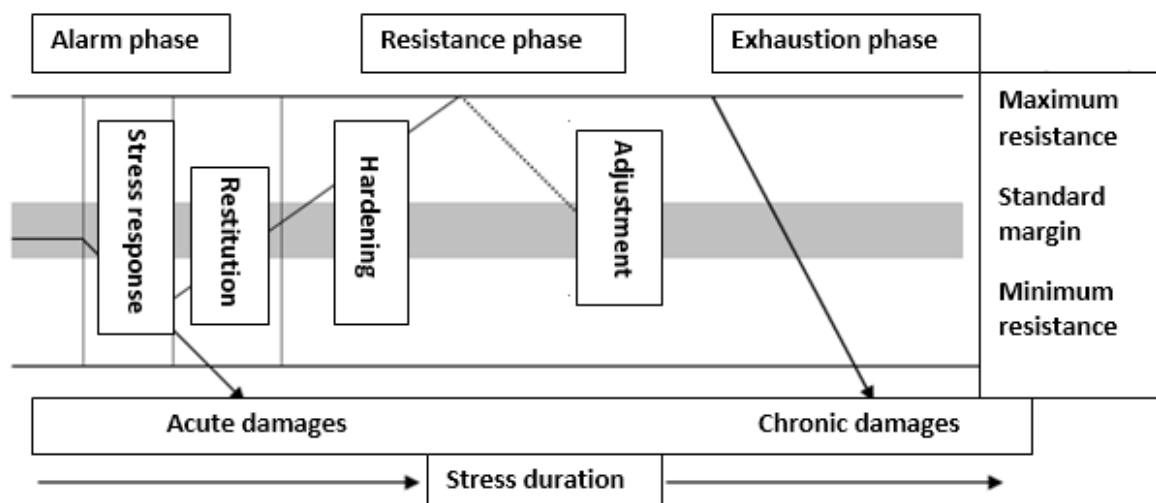 Alarm phase
Resistance phase
Exhaustion phase
Maximum
resistance
Standard
margin
Minimum
resistance
Stress response
Restitution
Hardening
Adjustment
Acute damages
Chronic damages
Stress duration